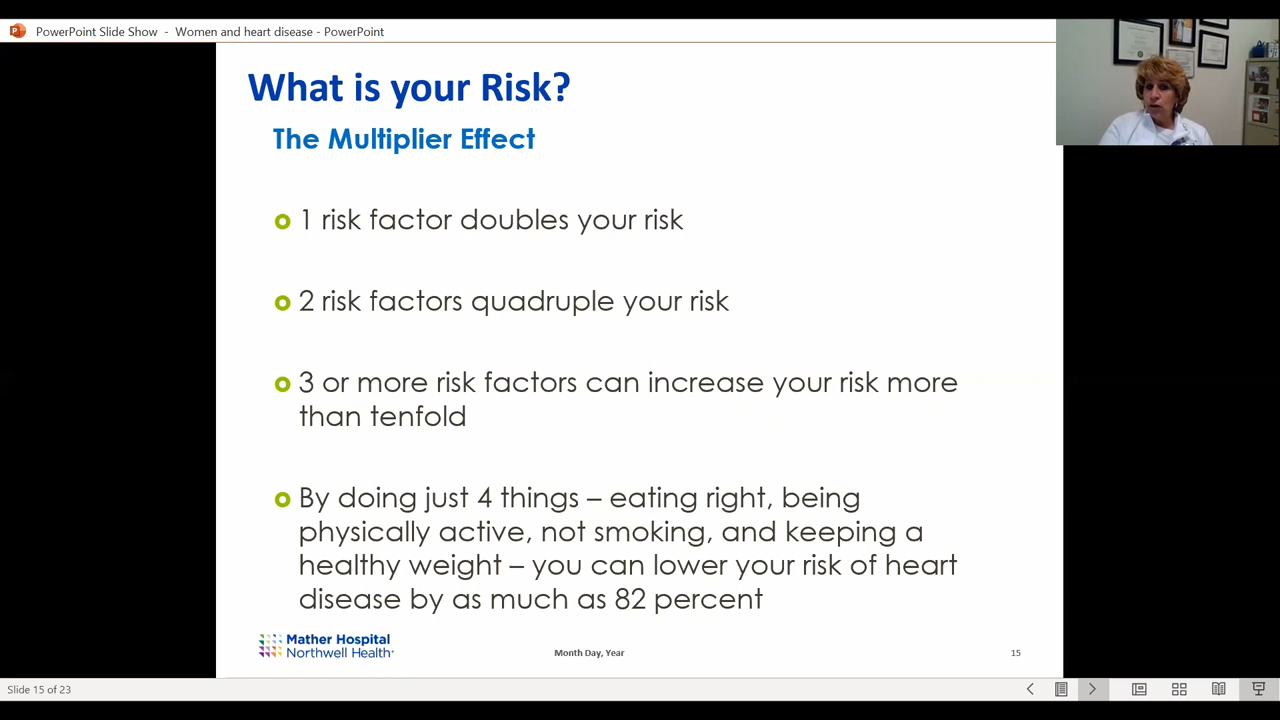 PowerPoint Slide Show - Women and heart disease - PowerPoint
What is your Risk?
The Multiplier Effect
1 risk factor doubles your risk
2 risk factors quadruple your risk
3 or more risk factors can increase your risk more
than tenfold
By doing just 4 things – eating right, being
physically active, not smoking, and keeping a
healthy weight – you can lower your risk of heart
disease by as much as 82 percent
Mather Hospital
Northwell Health
Month Day, Year
15
Slide 15 of 23